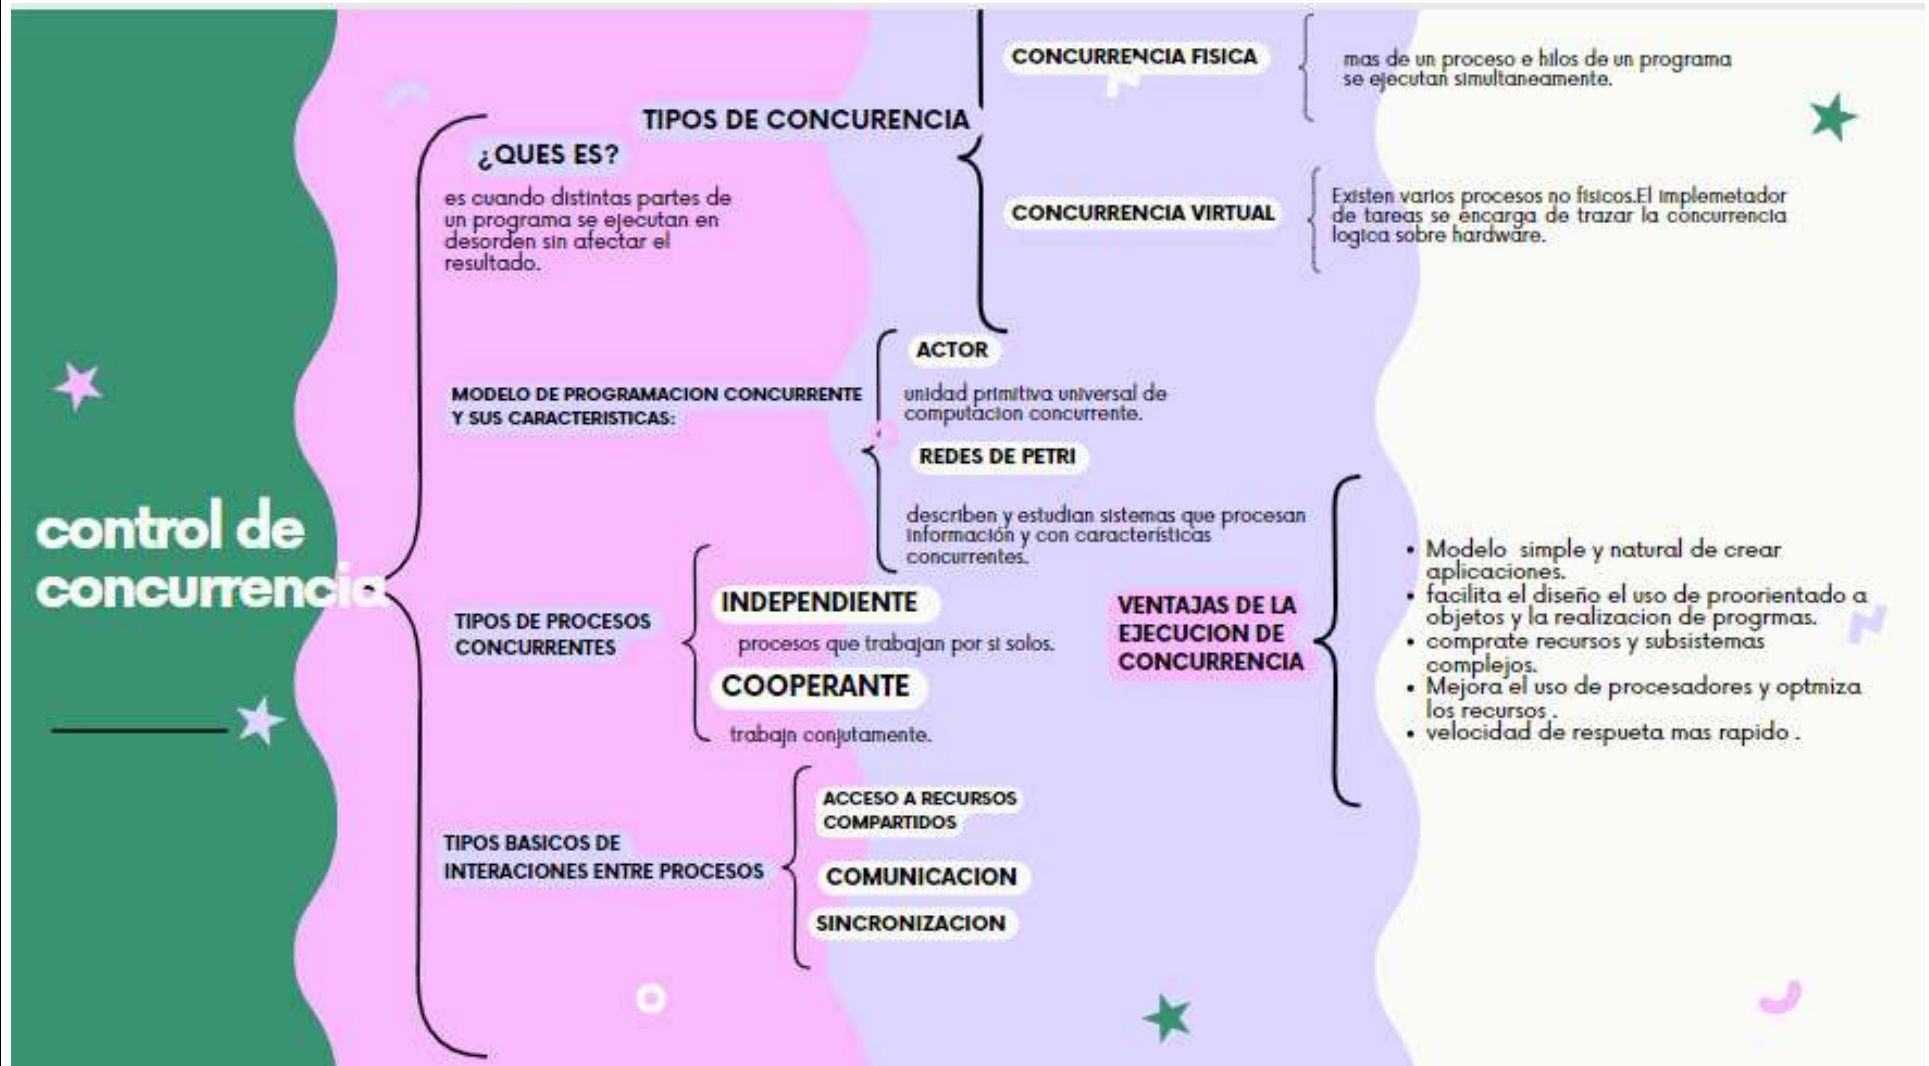 control de
concurrencia
¿QUES ES?
es cuando distintas partes de
un programa se ejecutan en
desorden sin afectar el
resultado.
TIPOS DE CONCURENCIA
CONCURRENCIA FISICA
mas de un proceso e hilos de un programa
se ejecutan simultaneamente.
CONCURRENCIA VIRTUAL
Existen varios procesos no fisicos.El implemetador
de tareas se encarga de trazar la concurrencia
logica sobre hardware.
MODELO DE PROGRAMACION CONCURRENTE
Y SUS CARACTERISTICAS:
ACTOR
unidad primitiva universal de
computacion concurrente.
REDES DE PETRI
describen y estudian sistemas que procesan
información y con características
concurrentes.
TIPOS DE PROCESOS
CONCURRENTES
INDEPENDIENTE
procesos que trabajan por si solos.
COOPERANTE
trabajn conjutamente.
VENTAJAS DE LA
EJECUCION DE
CONCURRENCIA
• Modelo simple y natural de crear
aplicaciones.
• facilita el diseño el uso de proorientado a
objetos y la realizacion de progrmas.
• comprate recursos y subsistemas
complejos.
• Mejora el uso de procesadores y optmiza
los recursos .
• velocidad de respueta mas rapido .
TIPOS BASICOS DE
INTERACIONES ENTRE PROCESOS
ACCESO A RECURSOS
COMPARTIDOS
COMUNICACION
SINCRONIZACION